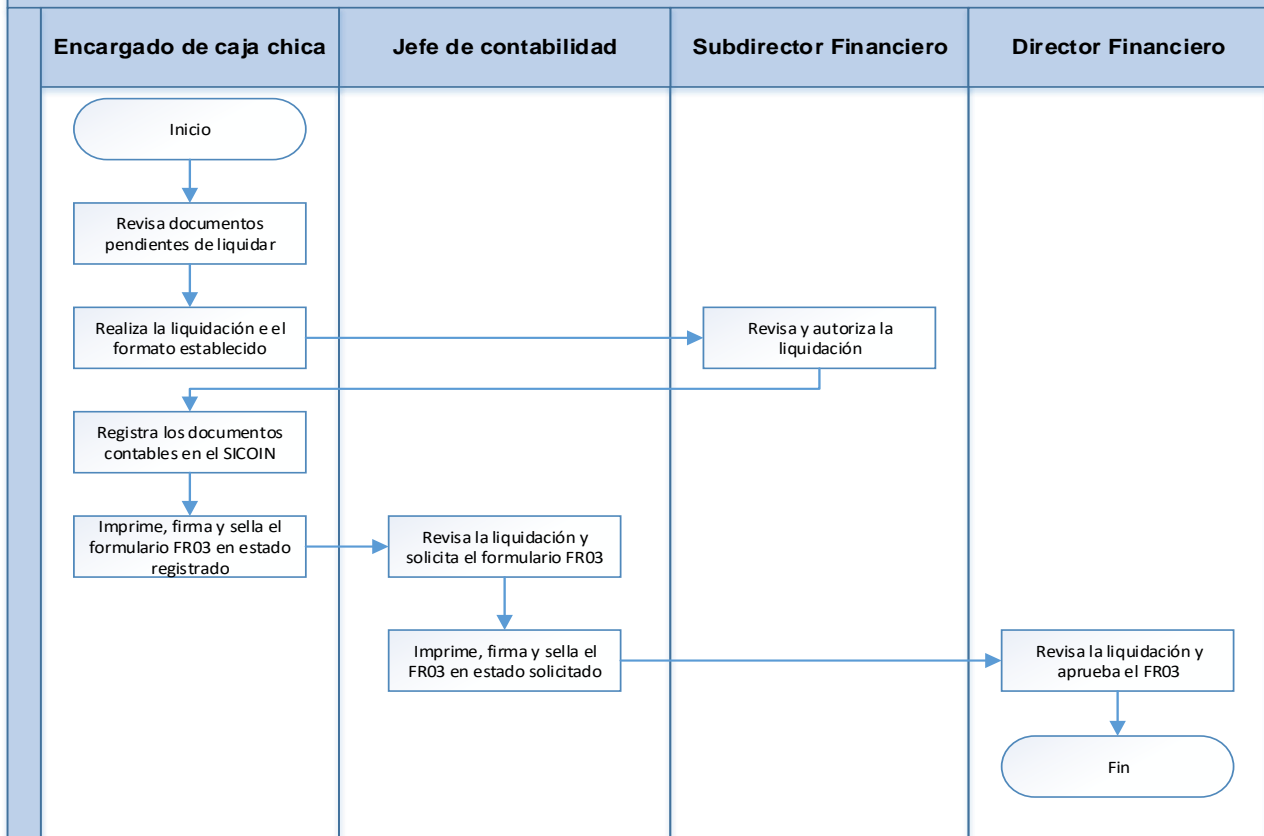 Encargado de caja chica
Jefe de contabilidad
Subdirector Financiero
Director Financiero
Inicio
Revisa documentos
pendientes de liquidar
Realiza la liquidación e el
formato establecido
Revisa y autoriza la
liquidación
Registra los documentos
contables en el SICOIN
Imprime, firma y sella el
formulario FR03 en estado
registrado
Revisa la liquidación y
solicita el formulario FR03
Imprime, firma y sella el
FR03 en estado solicitado
Revisa la liquidación y
aprueba el FR03
Fin